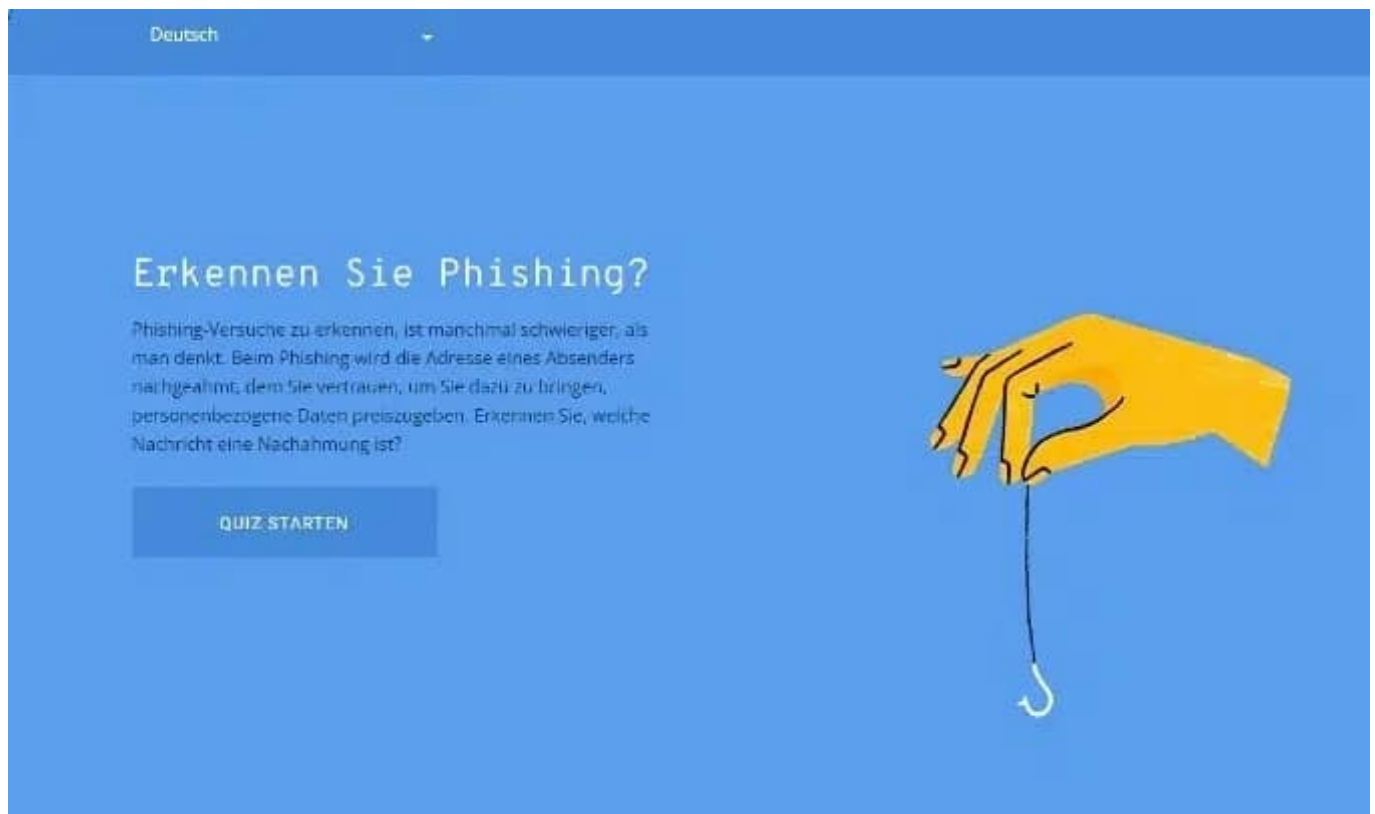 Deutsch
Erkennen Sie Phishing?
Phishing-Versuche zu erkennen, ist manchmal schwieriger, als
man denkt. Beim Phishing wird die Adresse eines Absenders
nachgeahmt, dem Sie vertrauen, um Sie dazu zu bringen,
personenbezogene Daten preiszugeben. Erkennen Sie, welche
Nachricht eine Nachahmung ist?
QUIZ STARTEN